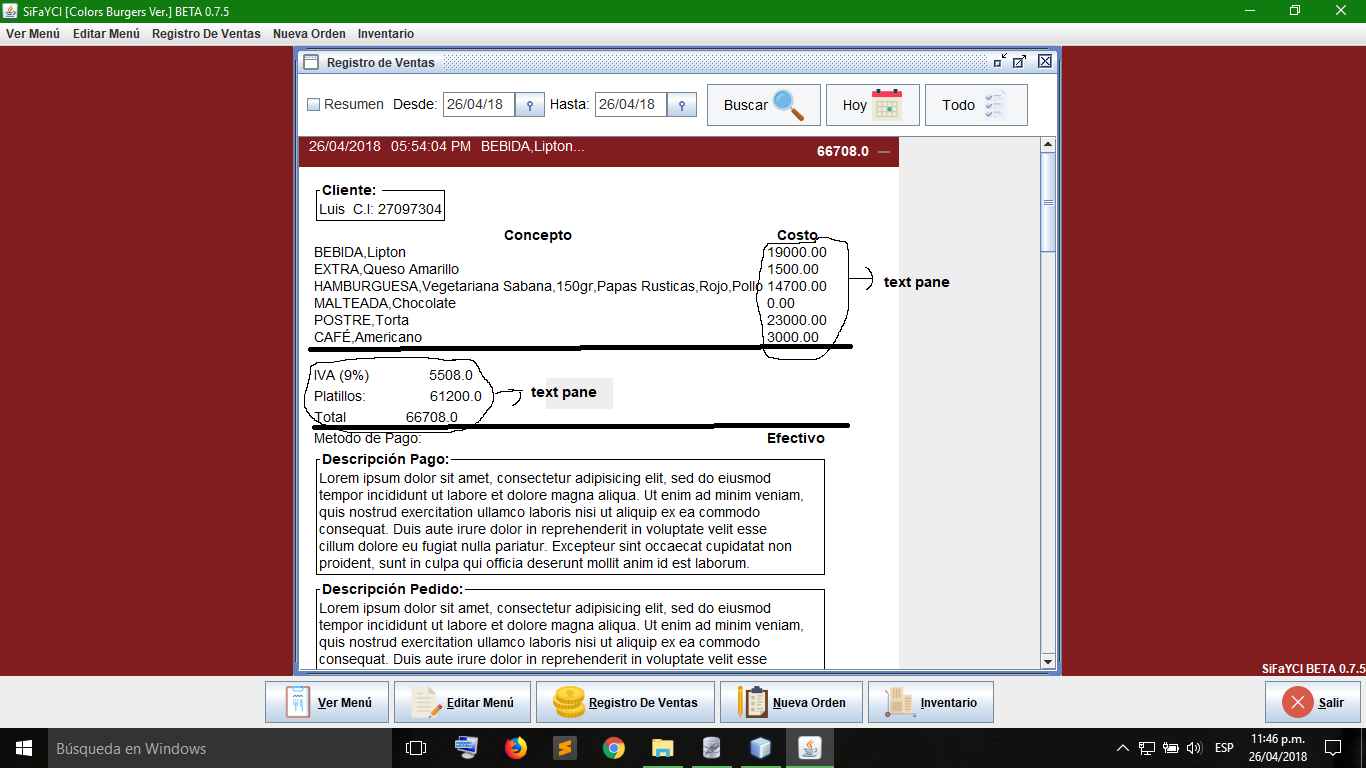 SiFaYCI [Colors Burgers Ver.] BETA 0.7.5
Ver Menú Editar Menú Registro De Ventas Nueva Orden Inventario
Registro de Ventas
Resumen Desde: 26/04/18 Hasta: 26/04/18 Buscar Hoy Todo
26/04/2018 05:54:04 PM BEBIDA,Lipton... 66708.0
Cliente:
Luis C.I: 27097304
Concepto Costo
BEBIDA,Lipton 19000.00
EXTRA,Queso Amarillo 1500.00
HAMBURGUESA,Vegetariana Sabana,150gr,Papas Rusticas,Rojo,Pollo 14700.00
text pane
MALTEADA,Chocolate 0.00
POSTRE,Torta 23000.00
CAFÉ,Americano 3000.00
IVA (9%) 5508.0
Platillos: 61200.0
text pane
Total 66708.0
Metodo de Pago: Efectivo
Descripción Pago:
Lorem ipsum dolor sit amet, consectetur adipisicing elit, sed do eiusmod
tempor incididunt ut labore et dolore magna aliqua. Ut enim ad minim veniam,
quis nostrud exercitation ullamco laboris nisi ut aliquip ex ea commodo
consequat. Duis aute irure dolor in reprehenderit in voluptate velit esse
cillum dolore eu fugiat nulla pariatur. Excepteur sint occaecat cupidatat non
proident, sunt in culpa qui officia deserunt mollit anim id est laborum.
Descripción Pedido:
Lorem ipsum dolor sit amet, consectetur adipisicing elit, sed do eiusmod
tempor incididunt ut labore et dolore magna aliqua. Ut enim ad minim veniam,
quis nostrud exercitation ullamco laboris nisi ut aliquip ex ea commodo
consequat. Duis aute irure dolor in reprehenderit in voluptate velit esse
SiFaYCI BETA 0.7.5
Ver Menú Editar Menú Registro De Ventas Nueva Orden Inventario Salir
Búsqueda en Windows
ESP
11:46 p.m.
26/04/2018